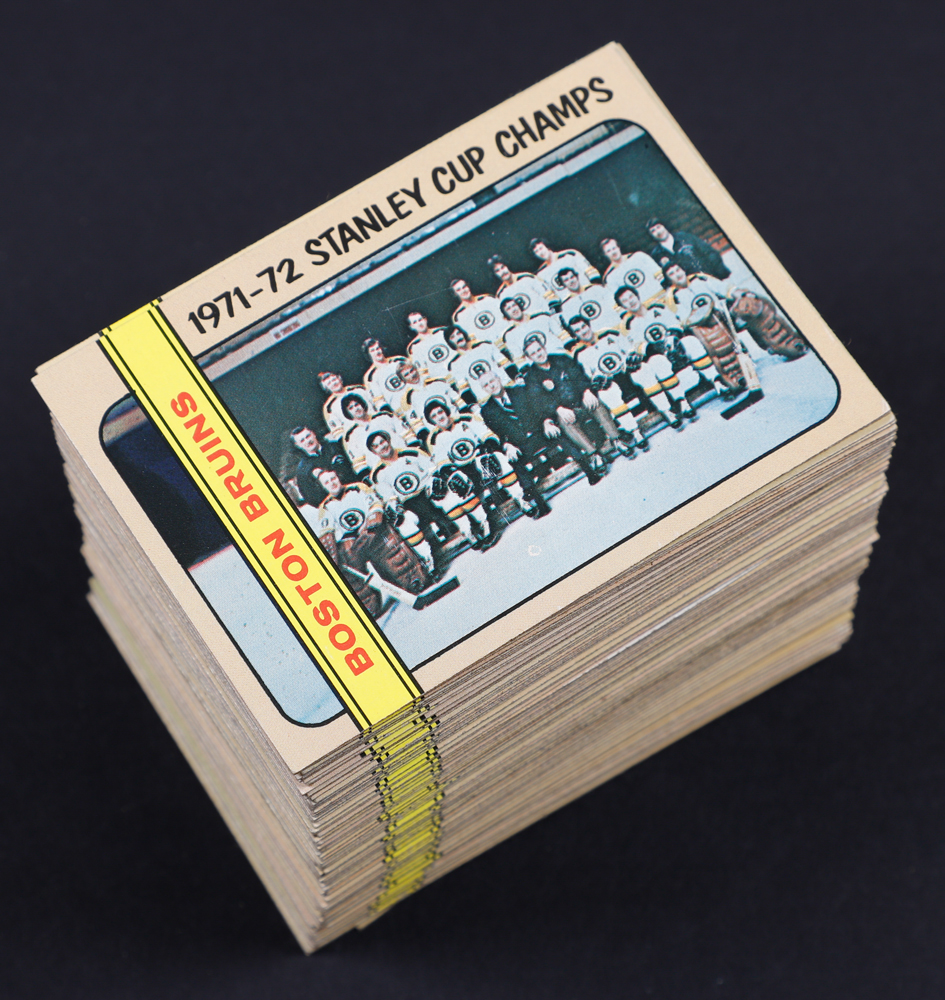 1971-72 STANLEY CUP CHAMPS
BOSTON BRUINS